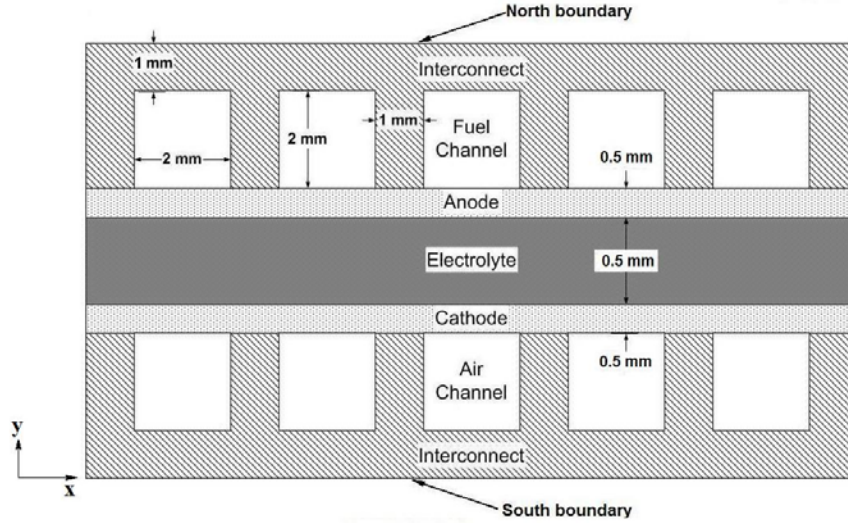 North boundary
1 mm
Interconnect
2 mm
2 mm
1 mm
Fuel
Channel
0.5 mm
Anode
Electrolyte
0.5 mm
Cathode
Air
Channel
0.5 mm
Interconnect
y
x
South boundary